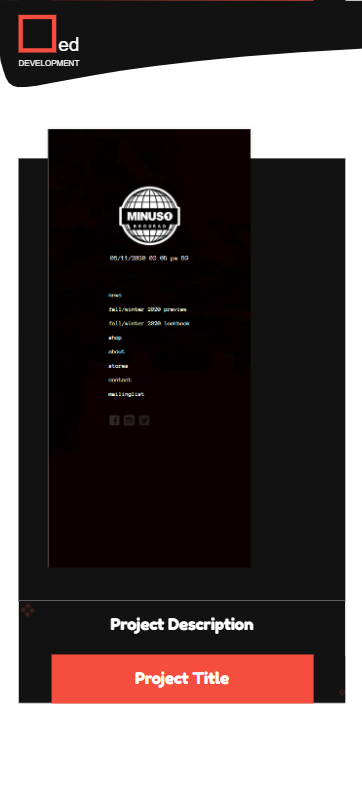 ed
DEVELOPMENT
MINUSO
BEOGRAD
06/11/2020 02 05 pm BG
news
fall/winter 2020 preview
fall/winter 2020 lookbook
shop
about
stores
contact
mailinglist
Project Description
Project Title